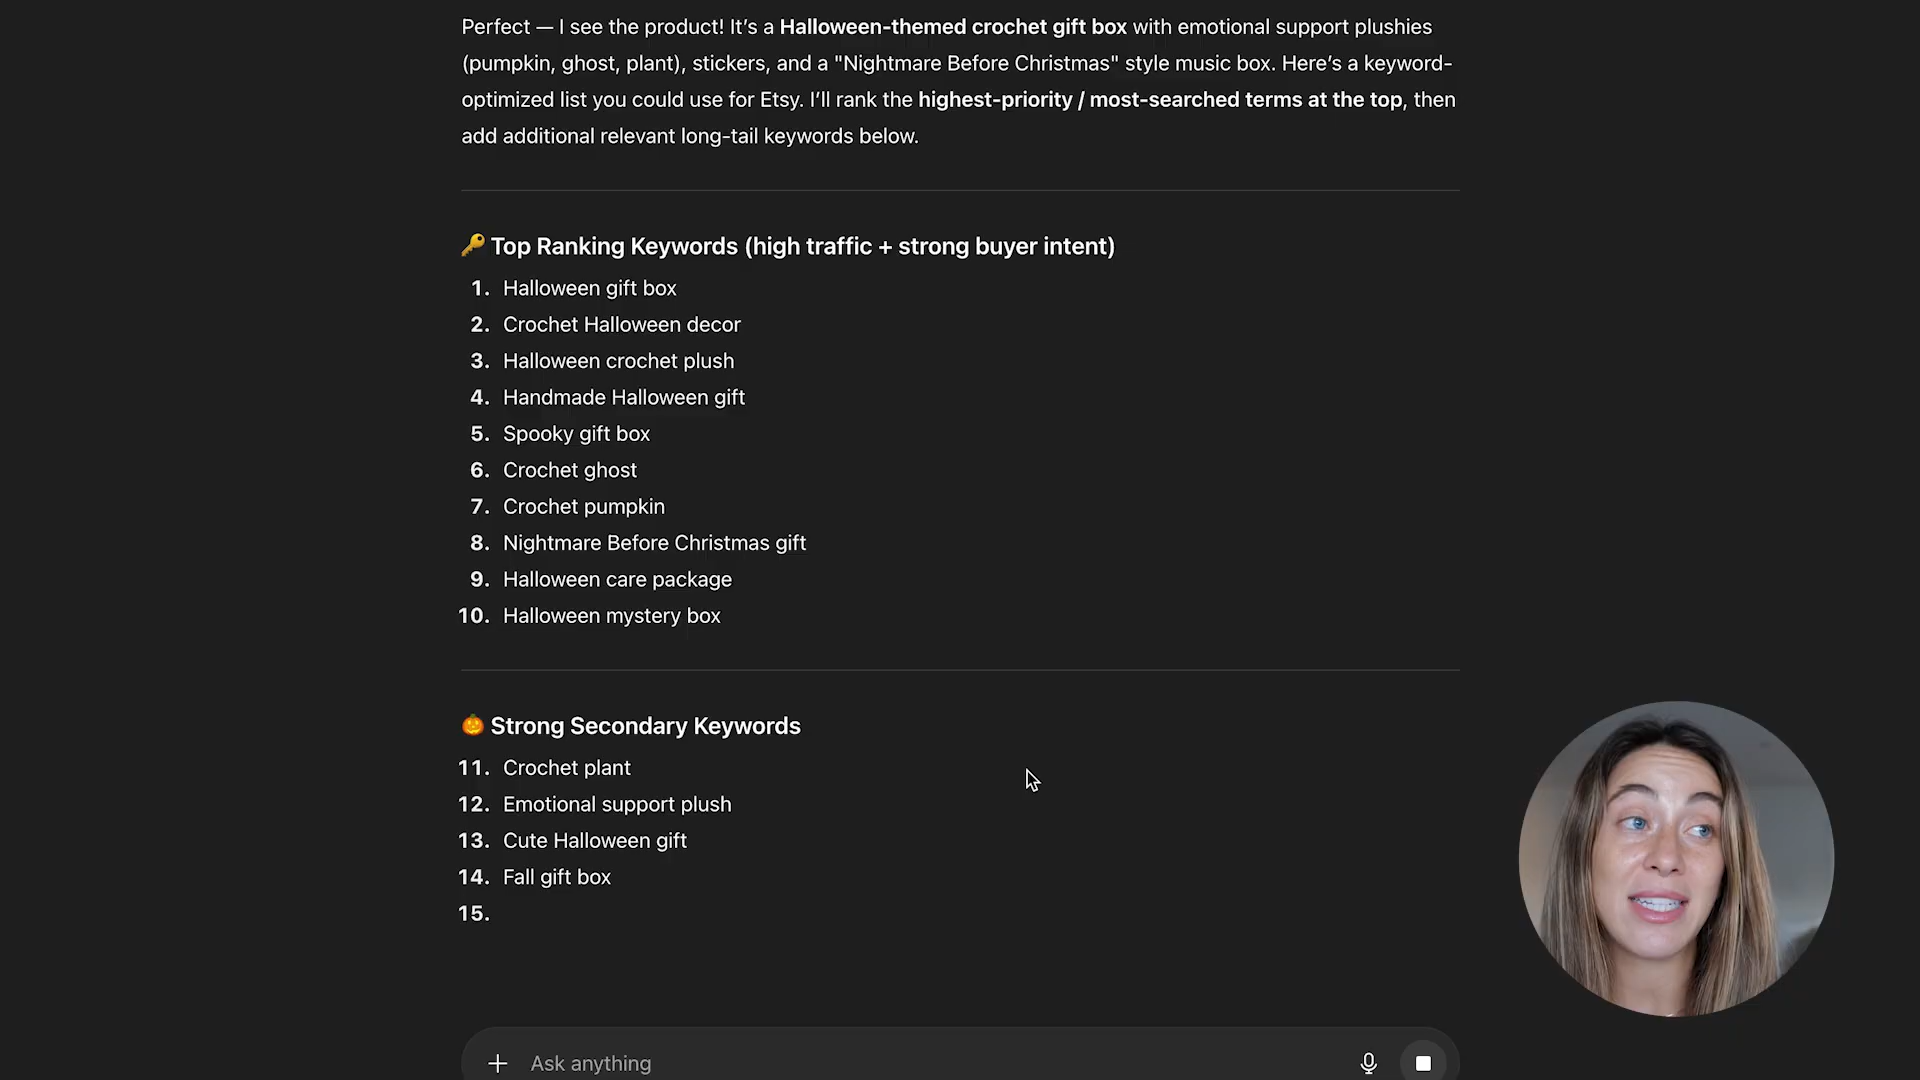 Perfect — I see the product! It’s a Halloween-themed crochet gift box with emotional support plushies
(pumpkin, ghost, plant), stickers, and a "Nightmare Before Christmas" style music box. Here’s a keyword-
optimized list you could use for Etsy. I’ll rank the highest-priority / most-searched terms at the top, then
add additional relevant long-tail keywords below.
🔑 Top Ranking Keywords (high traffic + strong buyer intent)
1. Halloween gift box
2. Crochet Halloween decor
3. Halloween crochet plush
4. Handmade Halloween gift
5. Spooky gift box
6. Crochet ghost
7. Crochet pumpkin
8. Nightmare Before Christmas gift
9. Halloween care package
10. Halloween mystery box
🎃 Strong Secondary Keywords
11. Crochet plant
12. Emotional support plush
13. Cute Halloween gift
14. Fall gift box
15.
Ask anything